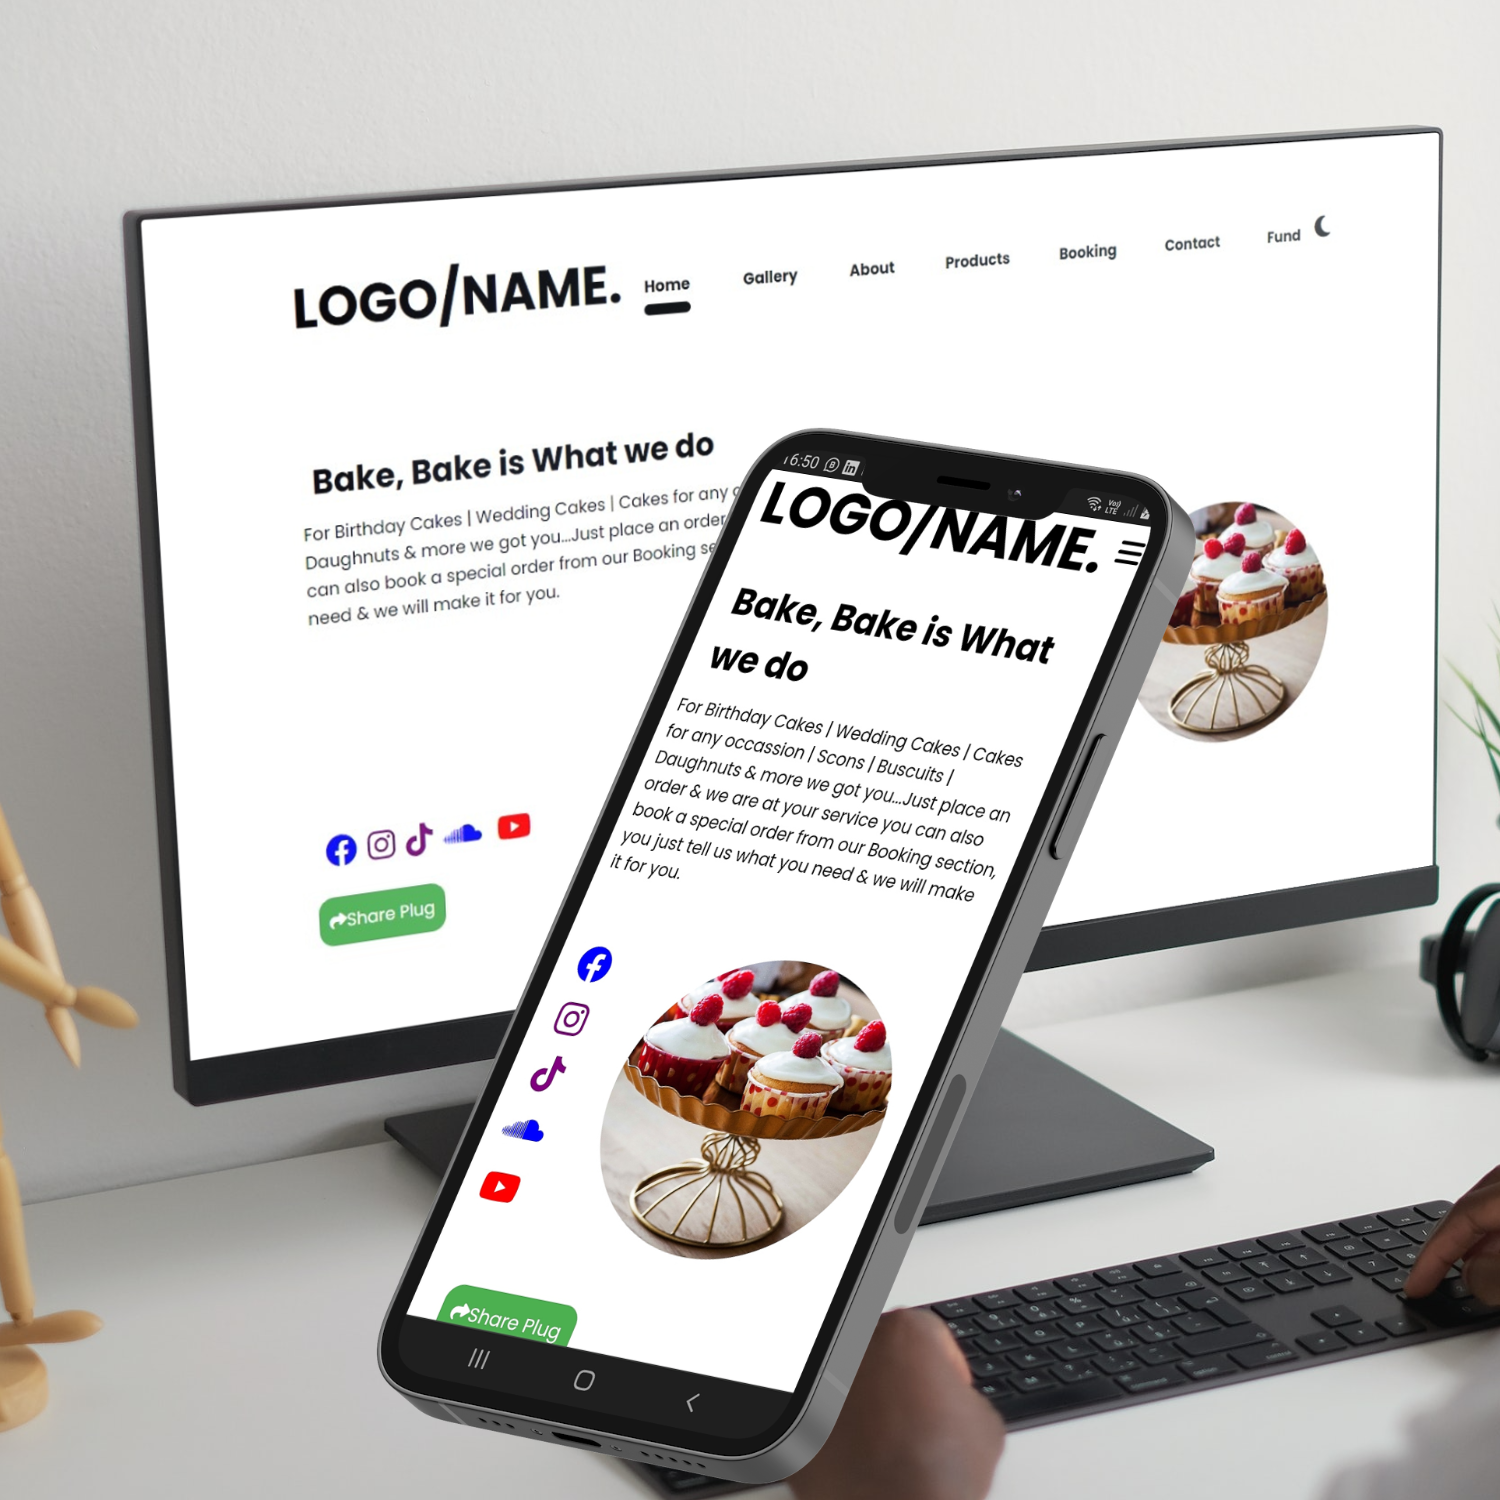 LOGO/NAME.
Home
Gallery
About
Products
Booking
Contact
Fund
Bake, Bake is What we do
For Birthday Cakes | Wedding Cakes | Cakes for any
Daughnuts & more we got you...Just place an order
can also book a special order from our Booking se
need & we will make it for you.
Share Plug
6:50
LTE
LOGO/NAME.
Bake, Bake is What
we do
For Birthday Cakes | Wedding Cakes | Cakes
for any occassion | Scons | Buscuits |
Daughnuts & more we got you...Just place an
order & we are at your service you can also
book a special order from our Booking section,
you just tell us what you need & we will make
it for you.
Share Plug